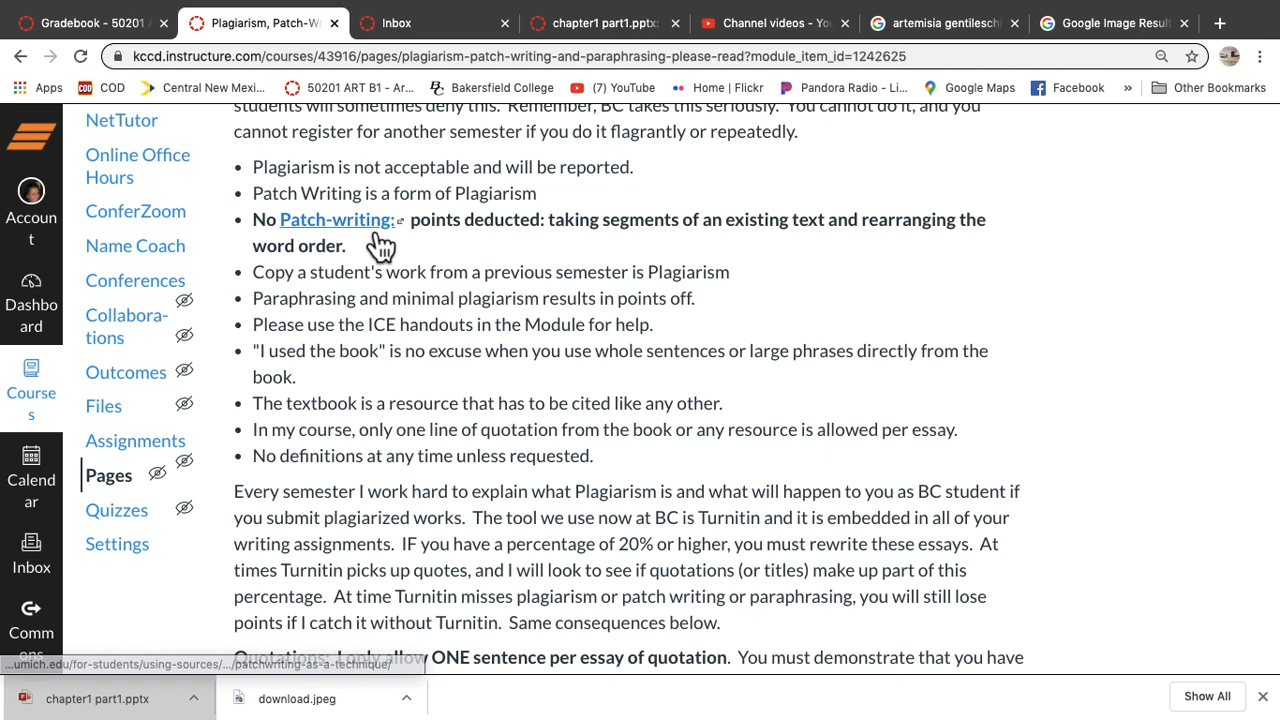 Gradebook - 50201 A
Plagiarism, Patch-Wr
Inbox
chapter1 part1.pptx:
Channel videos - You
artemisia gentilesch
Google Image Result
kccd.instructure.com/courses/43916/pages/plagiarism-patch-writing-and-paraphrasing-please-read?module_item_id=1242625
Apps
COD
Central New Mexi...
50201 ART B1 - Ar...
Bakersfield College
(7) YouTube
Home | Flickr
Pandora Radio - Li...
Google Maps
Facebook
»
Other Bookmarks
Accoun
t
Dashbo
ard
Course
s
Calend
ar
Inbox
Comm
ons
NetTutor
Online Office
Hours
ConferZoom
Name Coach
Conferences
Collabora-
tions
Outcomes
Files
Assignments
Pages
Quizzes
Settings
students will sometimes deny this. Remember, BC takes this seriously. You cannot do it, and you
cannot register for another semester if you do it flagrantly or repeatedly.
• Plagiarism is not acceptable and will be reported.
• Patch Writing is a form of Plagiarism
• No Patch-writing: points deducted: taking segments of an existing text and rearranging the
word order.
• Copy a student's work from a previous semester is Plagiarism
• Paraphrasing and minimal plagiarism results in points off.
• Please use the ICE handouts in the Module for help.
• "I used the book" is no excuse when you use whole sentences or large phrases directly from the
book.
• The textbook is a resource that has to be cited like any other.
• In my course, only one line of quotation from the book or any resource is allowed per essay.
• No definitions at any time unless requested.
Every semester I work hard to explain what Plagiarism is and what will happen to you as BC student if
you submit plagiarized works. The tool we use now at BC is Turnitin and it is embedded in all of your
writing assignments. IF you have a percentage of 20% or higher, you must rewrite these essays. At
times Turnitin picks up quotes, and I will look to see if quotations (or titles) make up part of this
percentage. At time Turnitin misses plagiarism or patch writing or paraphrasing, you will still lose
points if I catch it without Turnitin. Same consequences below.
Quotations: I only allow ONE sentence per essay of quotation. You must demonstrate that you have
...umich.edu/for-students/using-sources/.../patchwriting-as-a-technique/
chapter1 part1.pptx
download.jpeg
Show All